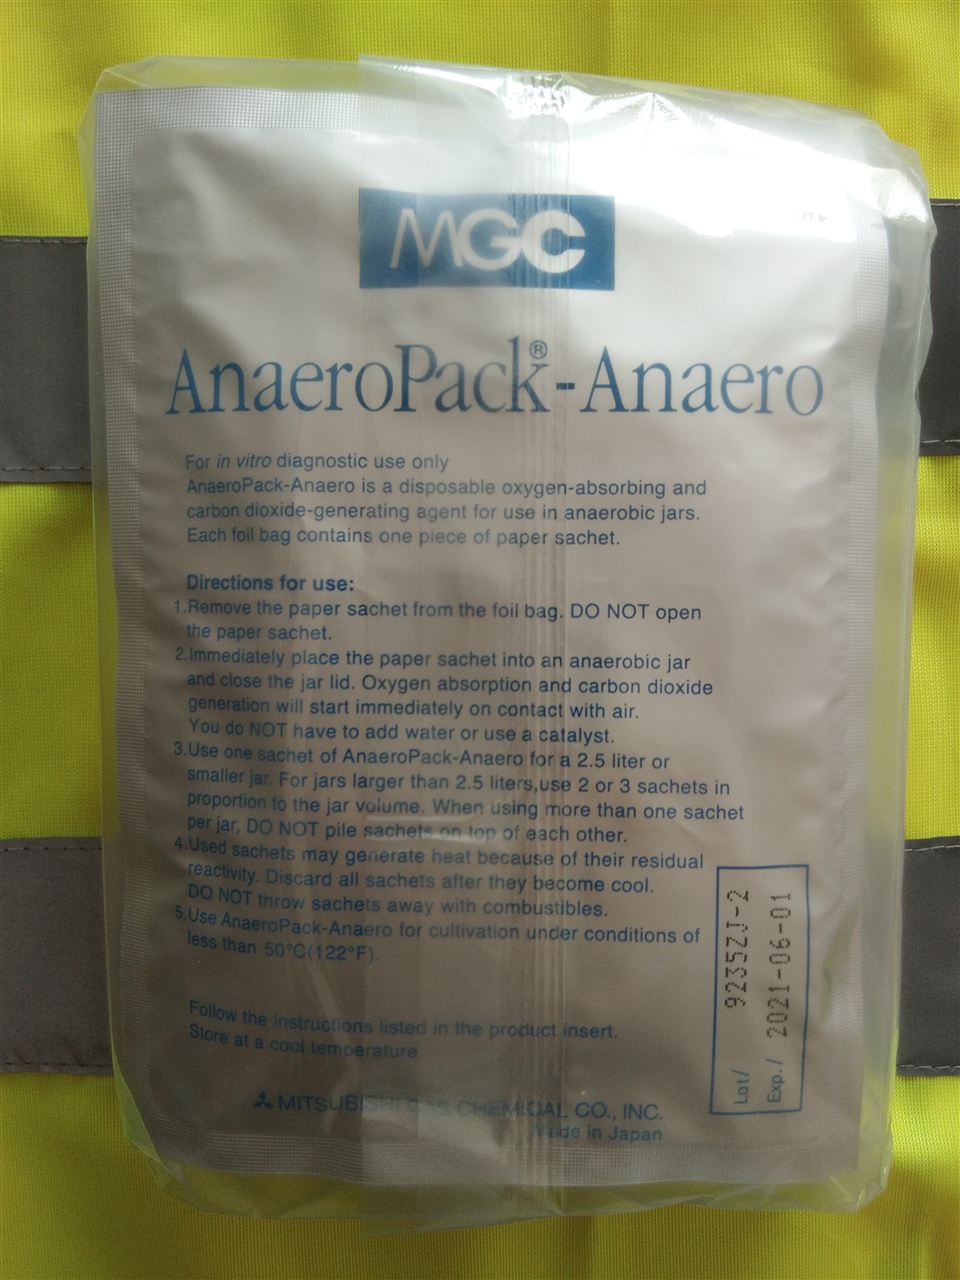 MGC
AnaeroPack®-Anaero
For in vitro diagnostic use only
AnaeroPack-Anaero is a disposable oxygen-absorbing and
carbon dioxide-generating agent for use in anaerobic jars.
Each foil bag contains one piece of paper sachet.
Directions for use:
1.Remove the paper sachet from the foil bag. DO NOT open
the paper sachet.
2.Immediately place the paper sachet into an anaerobic jar
and close the jar lid. Oxygen absorption and carbon dioxide
generation will start immediately on contact with air.
You do NOT have to add water or use a catalyst.
3.Use one sachet of AnaeroPack-Anaero for a 2.5 liter or
smaller jar. For jars larger than 2.5 liters,use 2 or 3 sachets in
proportion to the jar volume. When using more than one sachet
per jar, DO NOT pile sachets on top of each other.
4.Used sachets may generate heat because of their residual
reactivity. Discard all sachets after they become cool.
DO NOT throw sachets away with combustibles.
5.Use AnaeroPack-Anaero for cultivation under conditions of
less than 50°C(122°F).
Follow the instructions listed in the product insert.
Store at a cool temperature.
MITSUBISHI GAS CHEMICAL CO., INC.
Made in Japan
Lot/ 9235ZJ-2
Exp./ 2021-06-01